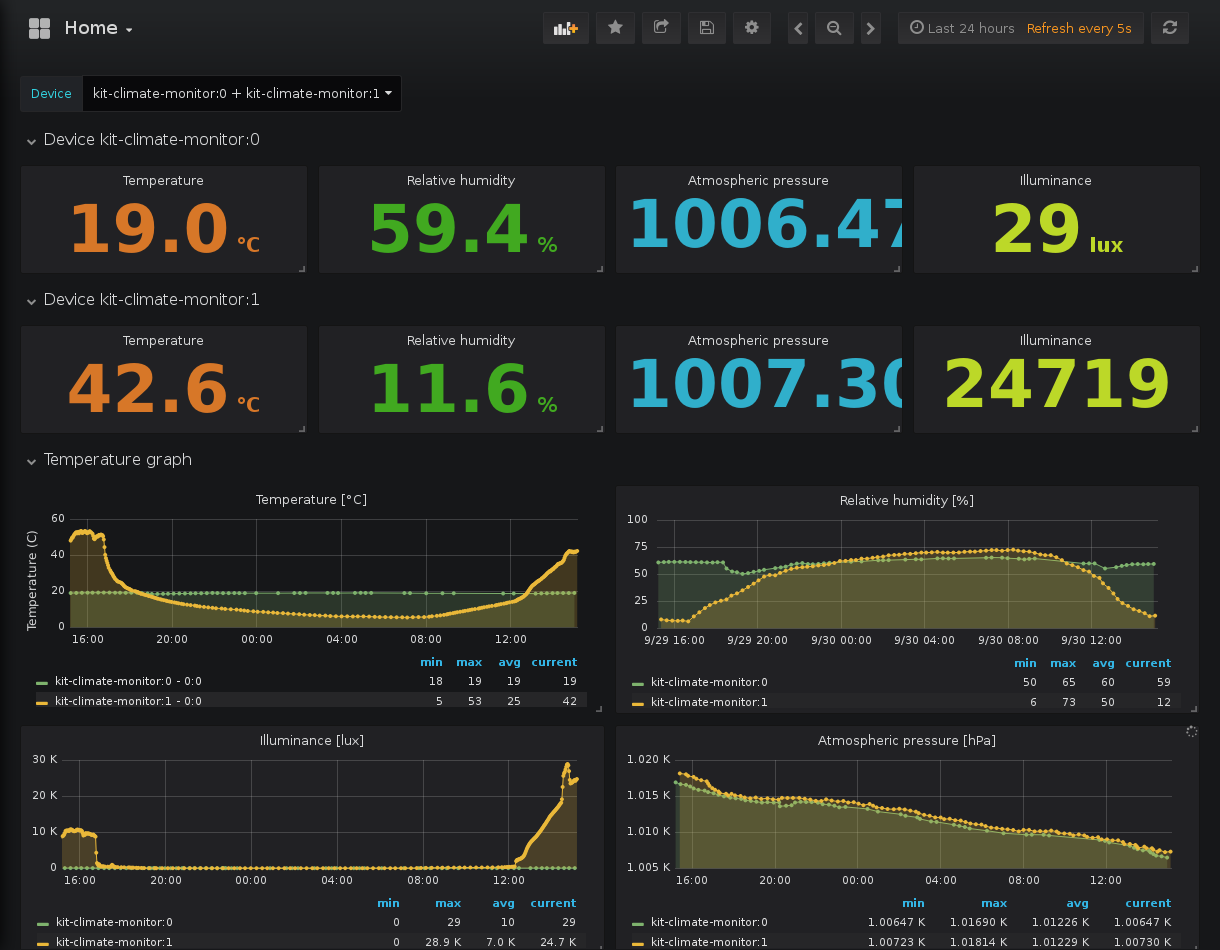 Home
Last 24 hours Refresh every 5s
Device kit-climate-monitor:0 + kit-climate-monitor:1
Device kit-climate-monitor:0
Temperature Relative humidity Atmospheric pressure Illuminance
19.0 °C 59.4 % 1006.47 29 lux
Device kit-climate-monitor:1
Temperature Relative humidity Atmospheric pressure Illuminance
42.6 °C 11.6 % 1007.30 24719
Temperature graph
Temperature [°C]
Temperature (C)
60
40
20
0
16:00 20:00 00:00 04:00 08:00 12:00
min max avg current
kit-climate-monitor:0 - 0:0 18 19 19 19
kit-climate-monitor:1 - 0:0 5 53 25 42
Relative humidity [%]
100
75
50
25
0
9/29 16:00 9/29 20:00 9/30 00:00 9/30 04:00 9/30 08:00 9/30 12:00
min max avg current
kit-climate-monitor:0 50 65 60 59
kit-climate-monitor:1 6 73 50 12
Illuminance [lux]
30 K
20 K
10 K
0
16:00 20:00 00:00 04:00 08:00 12:00
min max avg current
kit-climate-monitor:0 0 29 10 29
kit-climate-monitor:1 0 28.9 K 7.0 K 24.7 K
Atmospheric pressure [hPa]
1.020 K
1.015 K
1.010 K
1.005 K
16:00 20:00 00:00 04:00 08:00 12:00
min max avg current
kit-climate-monitor:0 1.00647 K 1.01690 K 1.01226 K 1.00647 K
kit-climate-monitor:1 1.00723 K 1.01814 K 1.01229 K 1.00730 K